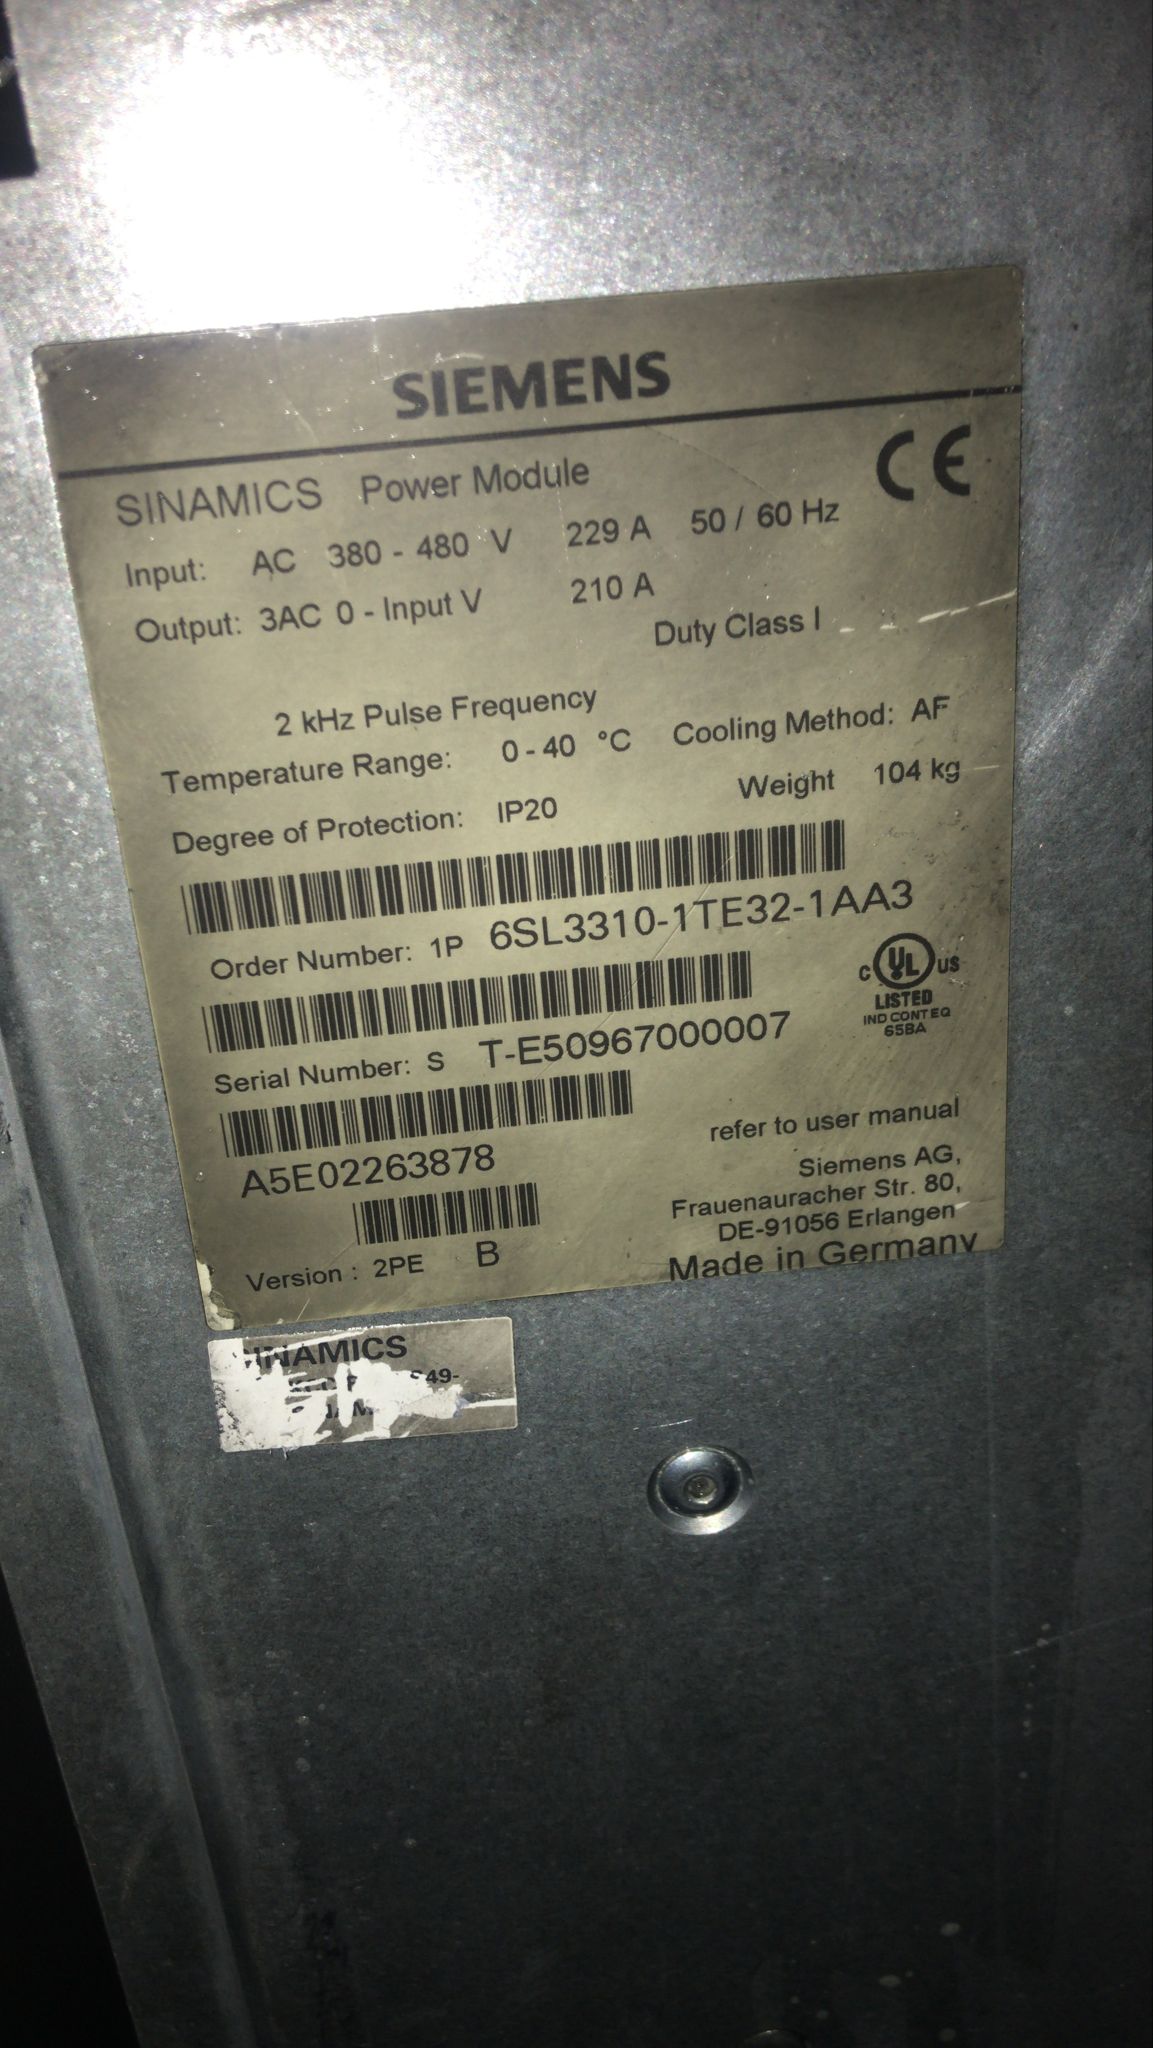 SIEMENS
CE
SINAMICS Power Module
Input: AC 380 - 480 V 229 A 50 / 60 Hz
Output: 3AC 0 - Input V 210 A
Duty Class I
2 kHz Pulse Frequency
Temperature Range: 0 - 40 °C Cooling Method: AF
Degree of Protection: IP20 Weight 104 kg
Order Number: 1P 6SL3310-1TE32-1AA3
C UL US
LISTED
IND CONT EQ
65BA
Serial Number: S T-E50967000007
A5E02263878
refer to user manual
Siemens AG,
Frauenauracher Str. 80,
DE-91056 Erlangen
Version : 2PE B
Made in Germany
SINAMICS